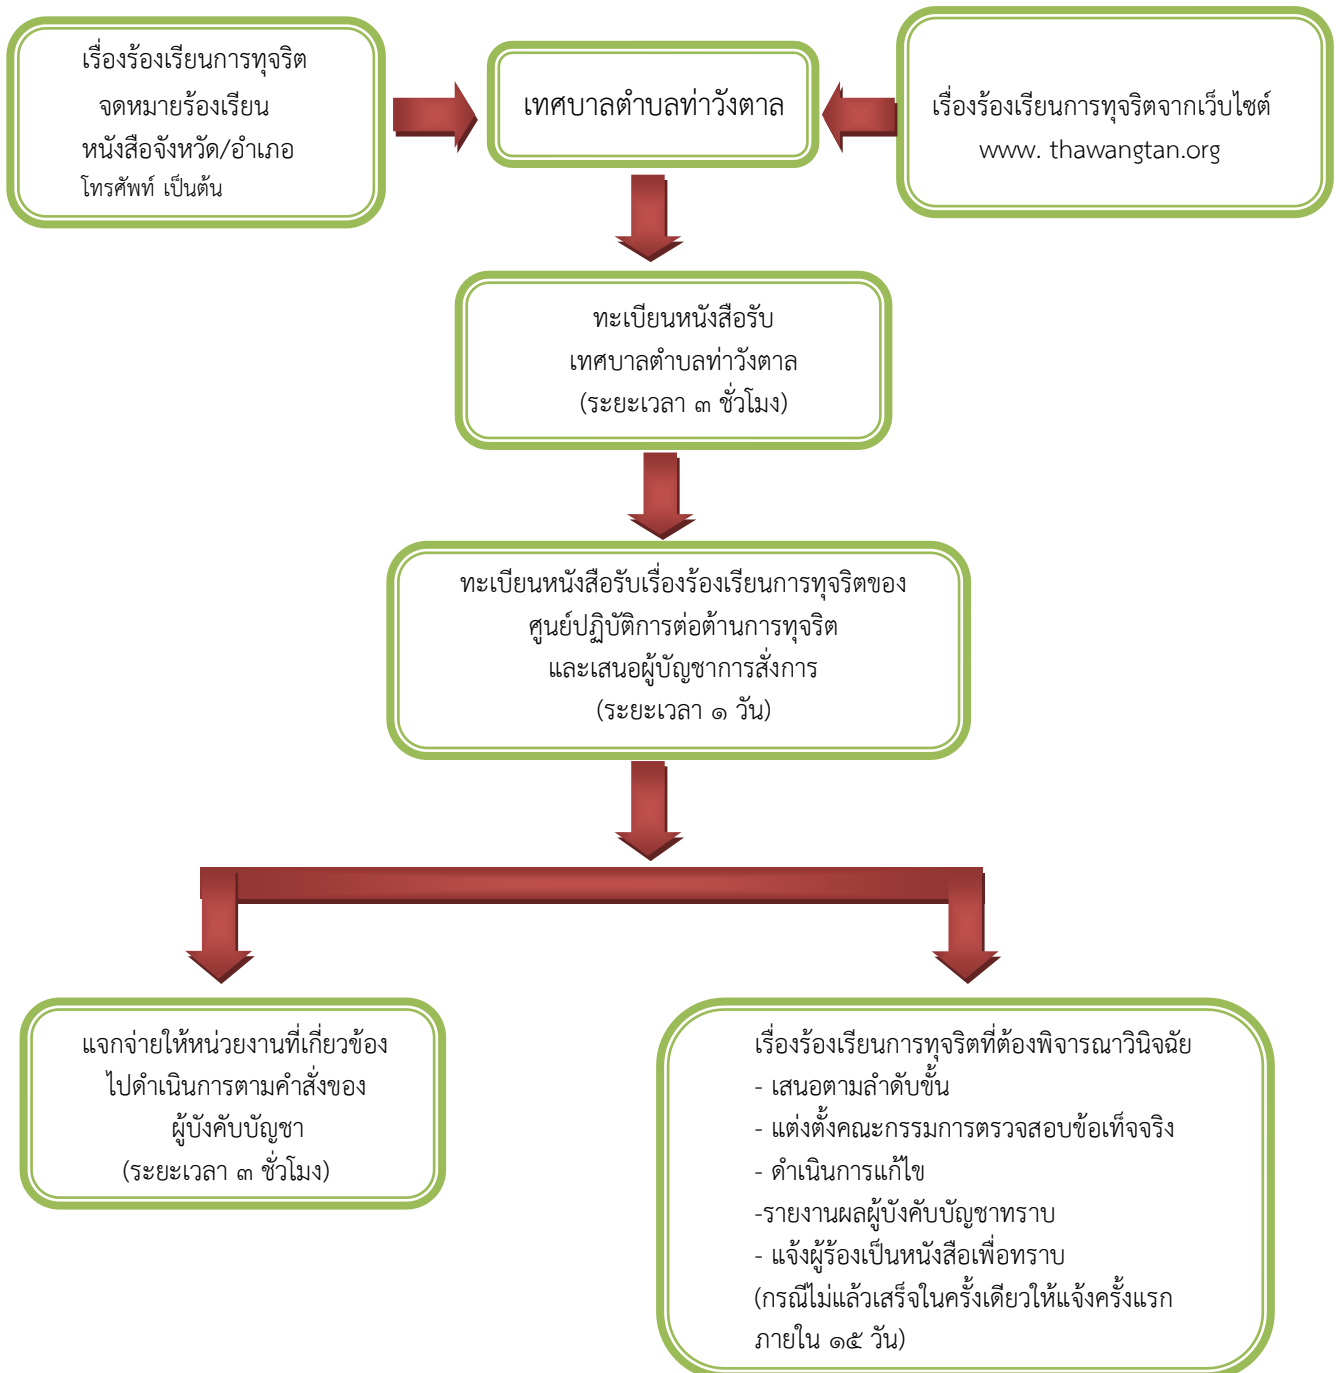 เรื่องร้องเรียนการทุจริต
จดหมายร้องเรียน
หนังสือจังหวัด/อำเภอ
โทรศัพท์ เป็นต้น
เทศบาลตำบลท่าวังตาล
เรื่องร้องเรียนการทุจริตจากเว็บไซต์
www. thawangtan.org
ทะเบียนหนังสือรับ
เทศบาลตำบลท่าวังตาล
(ระยะเวลา ๓ ชั่วโมง)
ทะเบียนหนังสือรับเรื่องร้องเรียนการทุจริตของ
ศูนย์ปฏิบัติการต่อต้านการทุจริต
และเสนอผู้บัญชาการสั่งการ
(ระยะเวลา ๑ วัน)
แจกจ่ายให้หน่วยงานที่เกี่ยวข้อง
ไปดำเนินการตามคำสั่งของ
ผู้บังคับบัญชา
(ระยะเวลา ๓ ชั่วโมง)
เรื่องร้องเรียนการทุจริตที่ต้องพิจารณาวินิจฉัย
- เสนอตามลำดับขั้น
- แต่งตั้งคณะกรรมการตรวจสอบข้อเท็จจริง
- ดำเนินการแก้ไข
-รายงานผลผู้บังคับบัญชาทราบ
- แจ้งผู้ร้องเป็นหนังสือเพื่อทราบ
(กรณีไม่แล้วเสร็จในครั้งเดียวให้แจ้งครั้งแรก
ภายใน ๑๕ วัน)